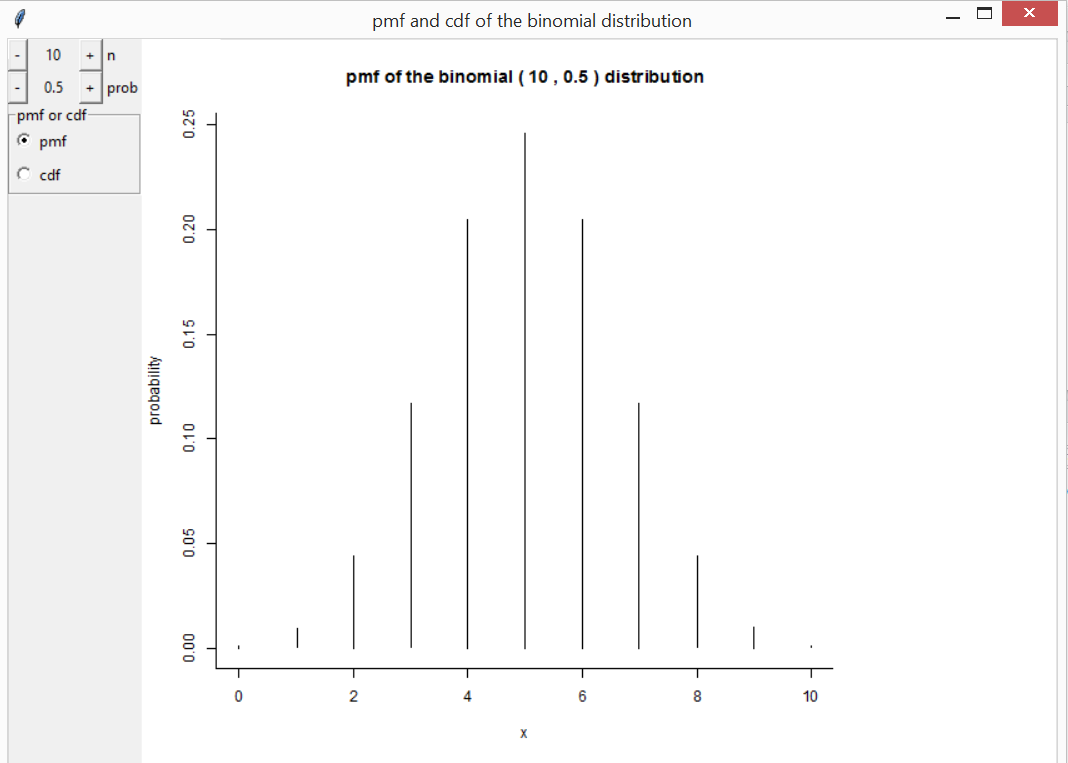 pmf and cdf of the binomial distribution
- 10 + n
- 0.5 + prob
pmf or cdf
pmf
cdf
pmf of the binomial ( 10 , 0.5 ) distribution
0.25
0.20
0.15
0.10
0.05
0.00
probability
0 2 4 6 8 10
x